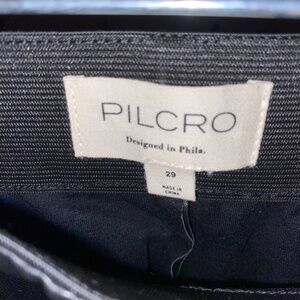 PILCRO
Designed in Phila.
29
MADE IN
CHINA